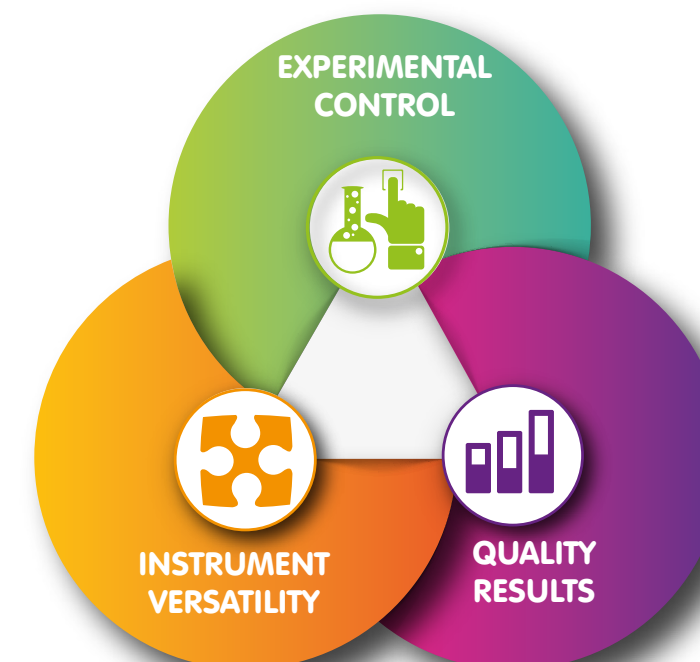 EXPERIMENTAL
CONTROL
INSTRUMENT
VERSATILITY
QUALITY
RESULTS